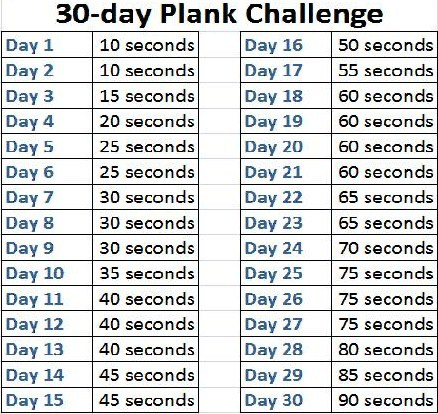 30-day Plank Challenge
Day 1 10 seconds Day 16 50 seconds
Day 2 10 seconds Day 17 55 seconds
Day 3 15 seconds Day 18 60 seconds
Day 4 20 seconds Day 19 60 seconds
Day 5 25 seconds Day 20 60 seconds
Day 6 25 seconds Day 21 60 seconds
Day 7 30 seconds Day 22 65 seconds
Day 8 30 seconds Day 23 65 seconds
Day 9 30 seconds Day 24 70 seconds
Day 10 35 seconds Day 25 75 seconds
Day 11 40 seconds Day 26 75 seconds
Day 12 40 seconds Day 27 75 seconds
Day 13 40 seconds Day 28 80 seconds
Day 14 45 seconds Day 29 85 seconds
Day 15 45 seconds Day 30 90 seconds